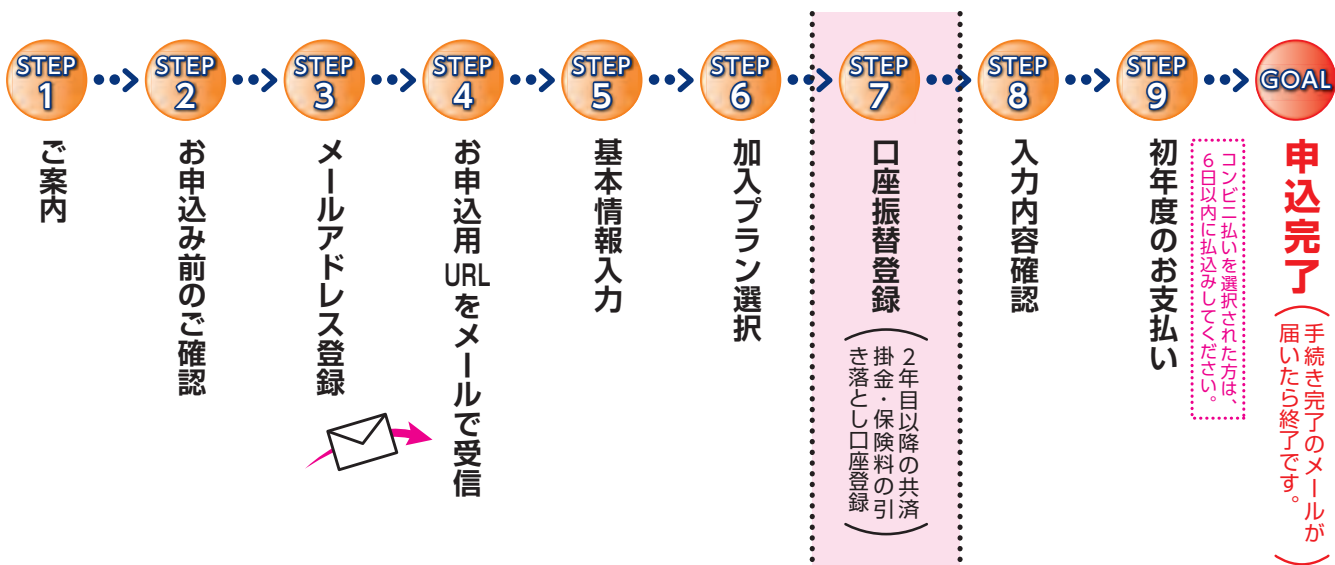 STEP
1
ご案内
STEP
2
お申込み前のご確認
STEP
3
メールアドレス登録
STEP
4
お申込用URLをメールで受信
STEP
5
基本情報入力
STEP
6
加入プラン選択
STEP
7
口座振替登録
(2年目以降の共済
掛金・保険料の引
き落とし口座登録)
STEP
8
入力内容確認
STEP
9
初年度のお支払い
コンビニ払いを選択された方は、
6日以内に払込みしてください。
GOAL
申込完了
(手続き完了のメールが
届いたら終了です。)